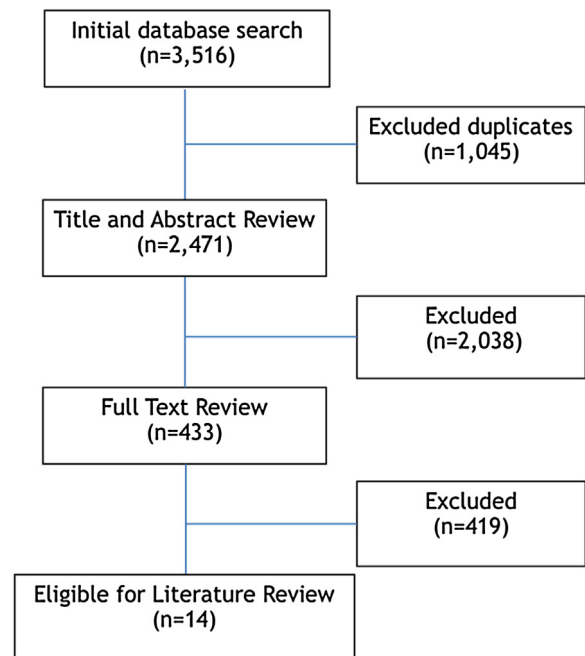 Initial database search
(n=3,516)
Excluded duplicates
(n=1,045)
Title and Abstract Review
(n=2,471)
Excluded
(n=2,038)
Full Text Review
(n=433)
Excluded
(n=419)
Eligible for Literature Review
(n=14)